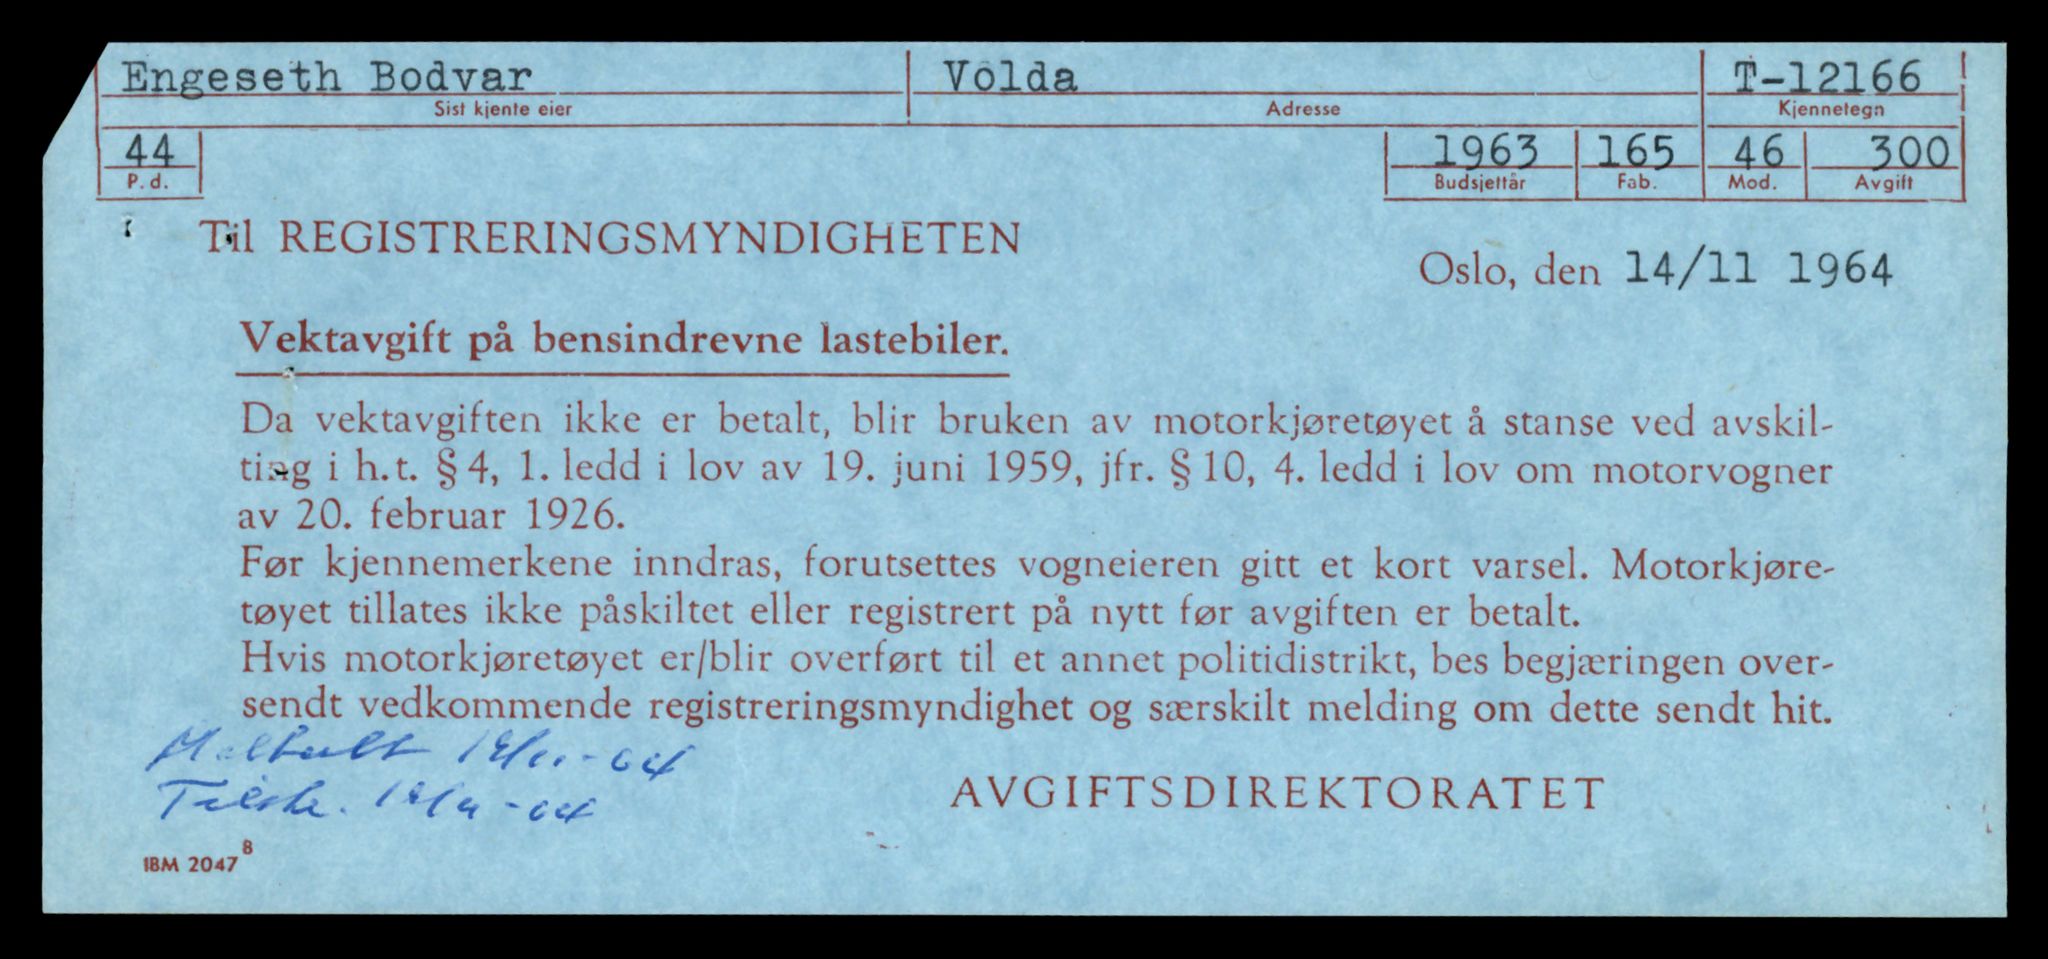 Engeseth Bodvar Volda T-12166
Sist kjente eier Adresse Kjennetegn
44 1963 165 46 300
P. d. Budsjettår Fab. Mod. Avgift
Til REGISTRERINGSMYNDIGHETEN
Oslo, den 14/11 1964
Vektavgift på bensindrevne lastebiler.
Da vektavgiften ikke er betalt, blir bruken av motorkjøretøyet å stanse ved avskil-
ting i h. t. § 4, 1. ledd i lov av 19. juni 1959, jfr. § 10, 4. ledd i lov om motorvogner
av 20. februar 1926.
Før kjennemerkene inndras, forutsettes vogneieren gitt et kort varsel. Motorkjøre-
tøyet tillates ikke påskiltet eller registrert på nytt før avgiften er betalt.
Hvis motorkjøretøyet er/blir overført til et annet politidistrikt, bes begjæringen over-
sendt vedkommende registreringsmyndighet og særskilt melding om dette sendt hit.
AVGIFTSDIREKTORATET
IBM 2047 B